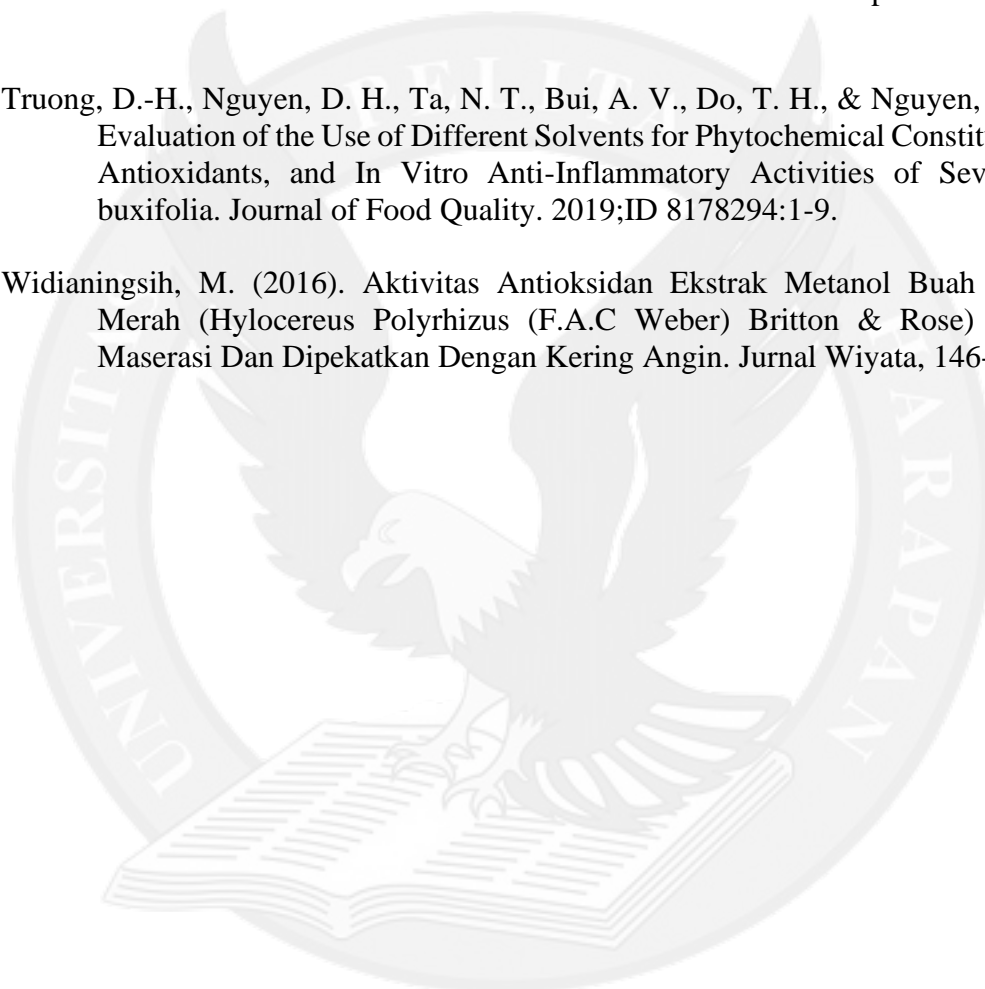 Truong, D.-H., Nguyen, D. H., Ta, N. T., Bui, A. V., Do, T. H., & Nguyen,
Evaluation of the Use of Different Solvents for Phytochemical Constit
Antioxidants, and In Vitro Anti-Inflammatory Activities of Sev
buxifolia. Journal of Food Quality. 2019;ID 8178294:1-9.
Widianingsih, M. (2016). Aktivitas Antioksidan Ekstrak Metanol Buah
Merah (Hylocereus Polyrhizus (F.A.C Weber) Britton & Rose)
Maserasi Dan Dipekatkan Dengan Kering Angin. Jurnal Wiyata, 146-
UNIVERSITAS PELITA HARAPAN